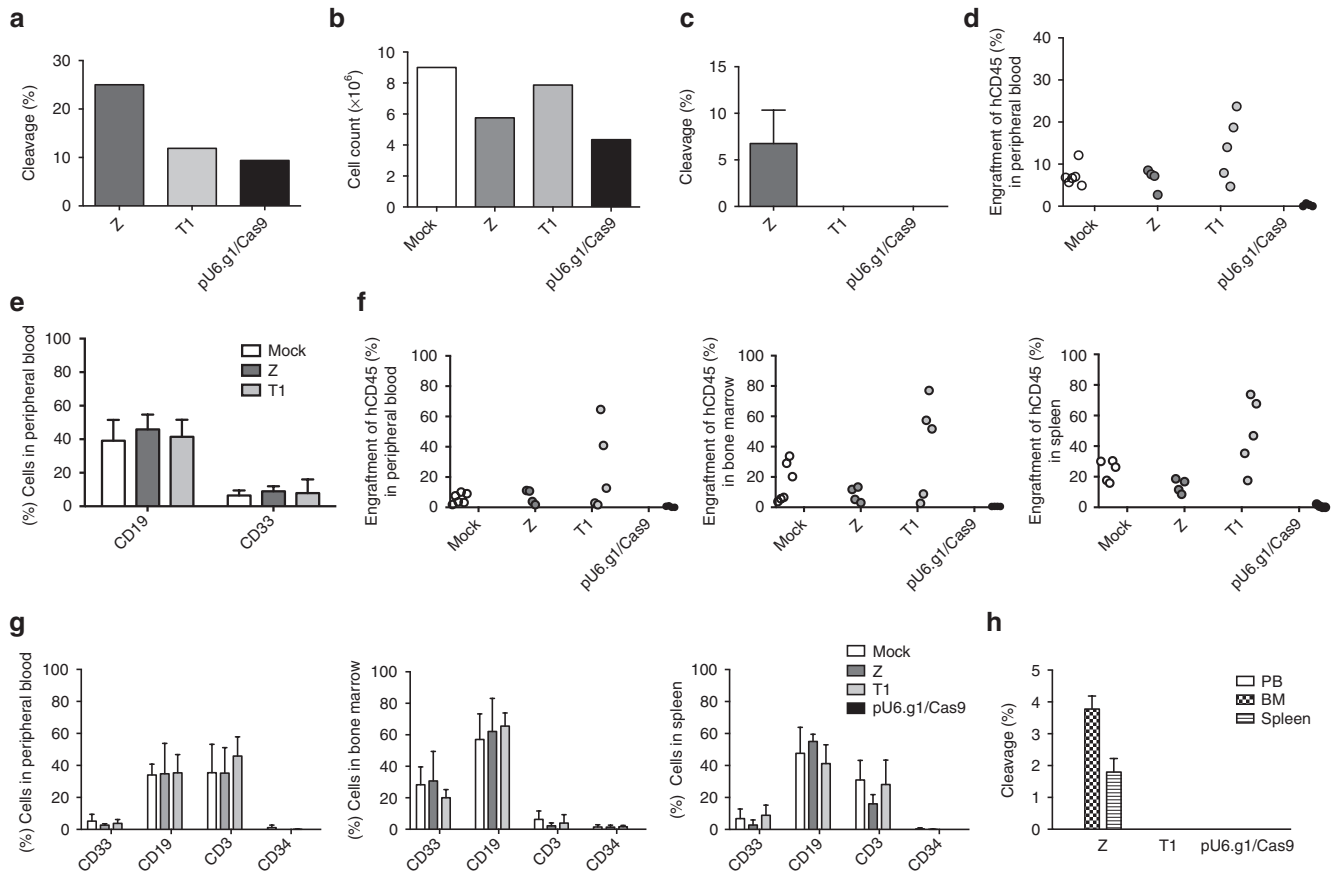 a
30
20
10
0
Cleavage (%)
Z
T1
pU6.g1/Cas9
b
10
8
6
4
2
0
Cell count (×10⁶)
Mock
Z
T1
pU6.g1/Cas9
c
15
10
5
0
Cleavage (%)
Z
T1
pU6.g1/Cas9
d
40
30
20
10
0
Engraftment of hCD45 (%)
in peripheral blood
Mock
Z
T1
pU6.g1/Cas9
e
100
80
60
40
20
0
(%) Cells in peripheral blood
Mock
Z
T1
CD19
CD33
f
100
80
60
40
20
0
Engraftment of hCD45 (%)
in peripheral blood
Mock
Z
T1
pU6.g1/Cas9
100
80
60
40
20
0
Engraftment of hCD45 (%)
in bone marrow
Mock
Z
T1
pU6.g1/Cas9
100
80
60
40
20
0
Engraftment of hCD45 (%)
in spleen
Mock
Z
T1
pU6.g1/Cas9
g
100
80
60
40
20
0
(%) Cells in peripheral blood
CD33
CD19
CD3
CD34
100
80
60
40
20
0
(%) Cells in bone marrow
CD33
CD19
CD3
CD34
100
80
60
40
20
0
(%) Cells in spleen
Mock
Z
T1
pU6.g1/Cas9
CD33
CD19
CD3
CD34
h
5
4
3
2
1
0
Cleavage (%)
PB
BM
Spleen
Z
T1
pU6.g1/Cas9